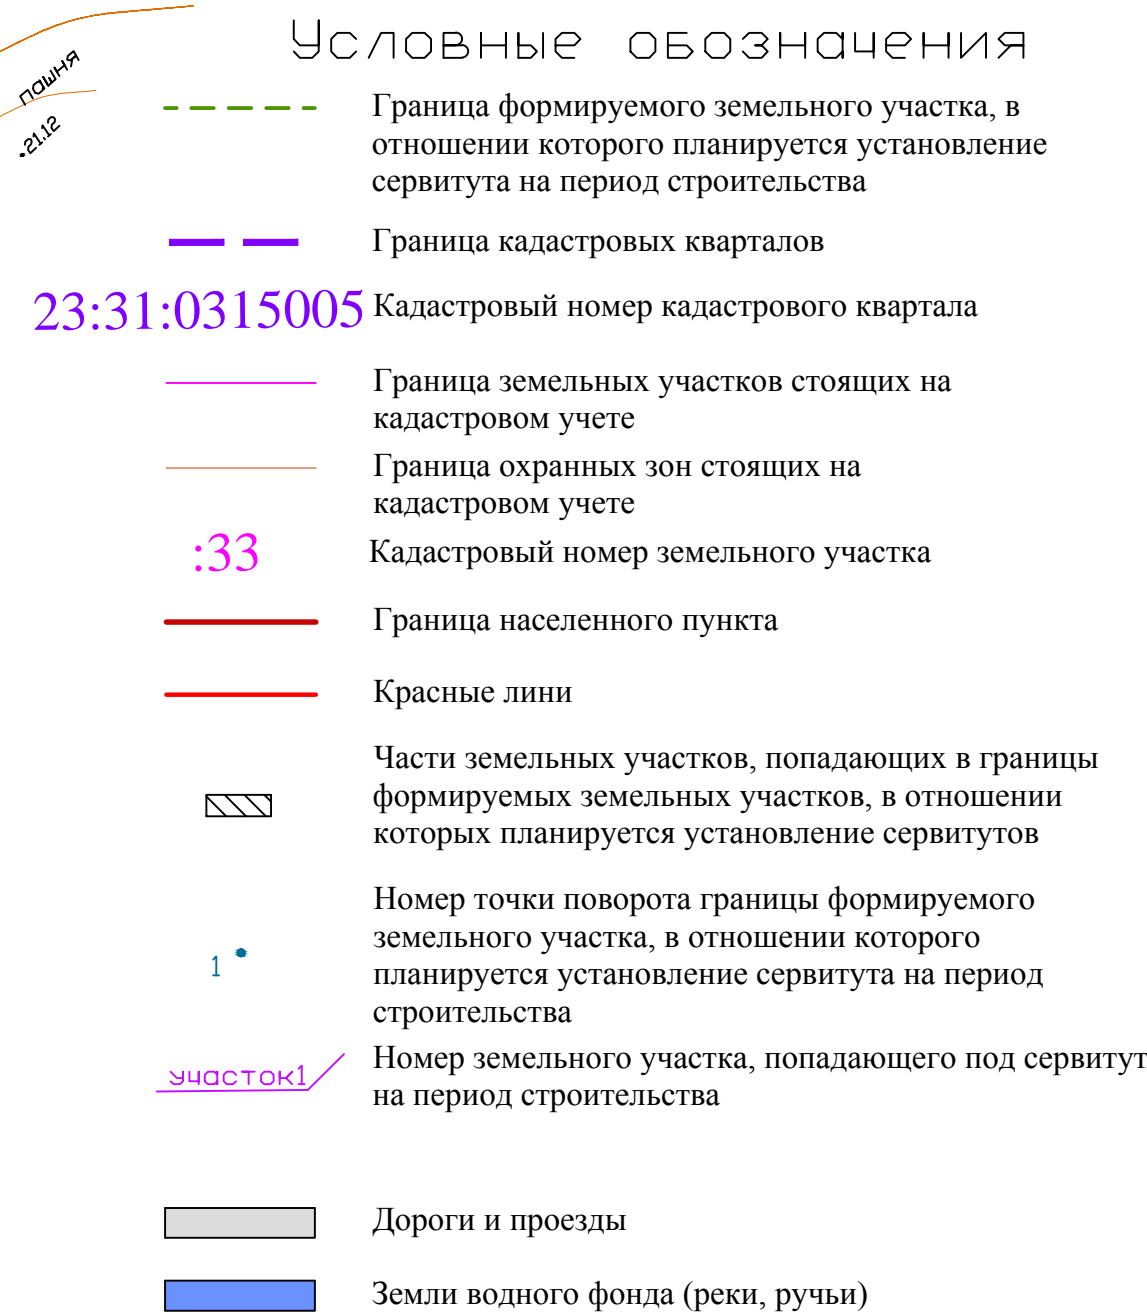 Условные обозначения
пашня
.21.12
Граница формируемого земельного участка, в
отношении которого планируется установление
сервитута на период строительства
Граница кадастровых кварталов
23:31:0315005 Кадастровый номер кадастрового квартала
Граница земельных участков стоящих на
кадастровом учете
Граница охранных зон стоящих на
кадастровом учете
:33 Кадастровый номер земельного участка
Граница населенного пункта
Красные лини
Части земельных участков, попадающих в границы
формируемых земельных участков, в отношении
которых планируется установление сервитутов
Номер точки поворота границы формируемого
земельного участка, в отношении которого
1
планируется установление сервитута на период
строительства
участок1
Номер земельного участка, попадающего под сервитут
на период строительства
Дороги и проезды
Земли водного фонда (реки, ручьи)